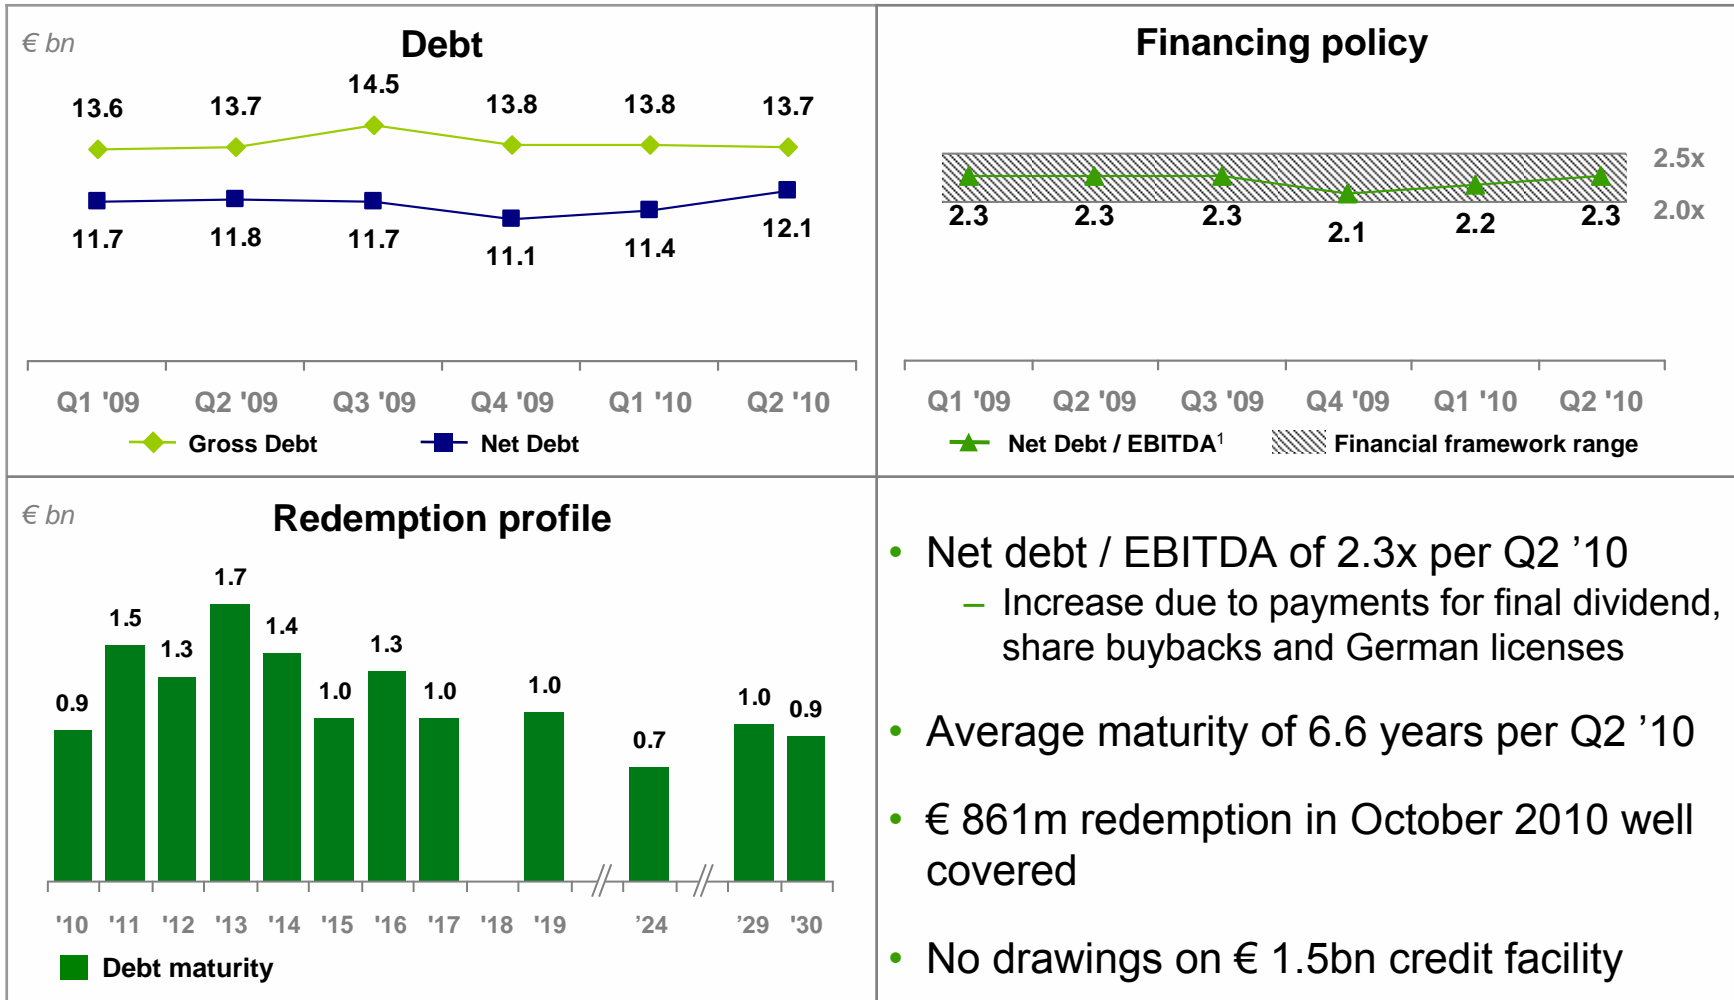 € bn
Debt
13.6 13.7 14.5 13.8 13.8 13.7
11.7 11.8 11.7 11.1 11.4 12.1
Q1 '09 Q2 '09 Q3 '09 Q4 '09 Q1 '10 Q2 '10
Gross Debt Net Debt
Financing policy
2.5x
2.0x
2.3 2.3 2.3 2.1 2.2 2.3
Q1 '09 Q2 '09 Q3 '09 Q4 '09 Q1 '10 Q2 '10
Net Debt / EBITDA¹ Financial framework range
€ bn
Redemption profile
0.9 1.5 1.3 1.7 1.4 1.0 1.3 1.0 1.0 0.7 1.0 0.9
'10 '11 '12 '13 '14 '15 '16 '17 '18 '19 ’24 ’29 '30
Debt maturity
• Net debt / EBITDA of 2.3x per Q2 ’10
– Increase due to payments for final dividend,
share buybacks and German licenses
• Average maturity of 6.6 years per Q2 ’10
• € 861m redemption in October 2010 well
covered
• No drawings on € 1.5bn credit facility